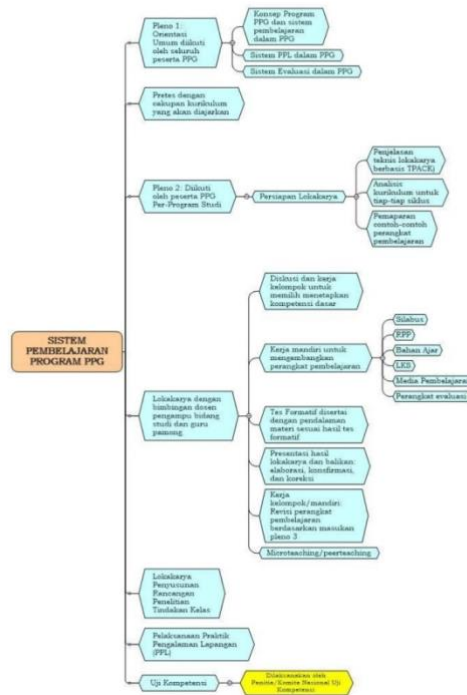 SISTEM
PEMBELAJARAN
PROGRAM PPG
Pleno 1:
Orientasi
Umum diikuti
oleh seluruh
peserta PPG
Konsep Program
PPG dan sistem
pembelajaran
dalam PPG
Sistem PPL dalam PPG
Sistem Evaluasi dalam PPG
Pretes dengan
cakupan kurikulum
yang akan diajarkan
Pleno 2: Diikuti
oleh peserta PPG
Per-Program Studi
Persiapan Lokakarya
Penjelasan
teknis lokakarya
berbasis TPACK)
Analisis
kurikulum untuk
tiap-tiap siklus
Pemaparan
contoh-contoh
perangkat
pembelajaran
Lokakarya dengan
bimbingan dosen
pengampu bidang
studi dan guru
pamong
Diskusi dan kerja
kelompok untuk
memilih menetapkan
kompetensi dasar
Kerja mandiri untuk
mengembangkan
perangkat pembelajaran
Silabus
RPP
Bahan Ajar
LKS
Media Pembelajaran
Perangkat evaluasi
Tes Formatif disertai
dengan pendalaman
materi sesuai hasil tes
formatif
Presentasi hasil
lokakarya dan balikan:
elaborasi, konsfirmasi,
dan koreksi
Kerja
kelompok/mandiri:
Revisi perangkat
pembelajaran
berdasarkan masukan
pleno 3
Microteaching/peerteaching
Lokakarya
Penyusunan
Rancangan
Penelitian
Tindakan Kelas
Pelaksanaan Praktik
Pengalaman Lapangan
(PPL)
Uji Kompetensi
Dilaksanakan oleh
Panitia/Komite Nasional Uji
Kompetensi